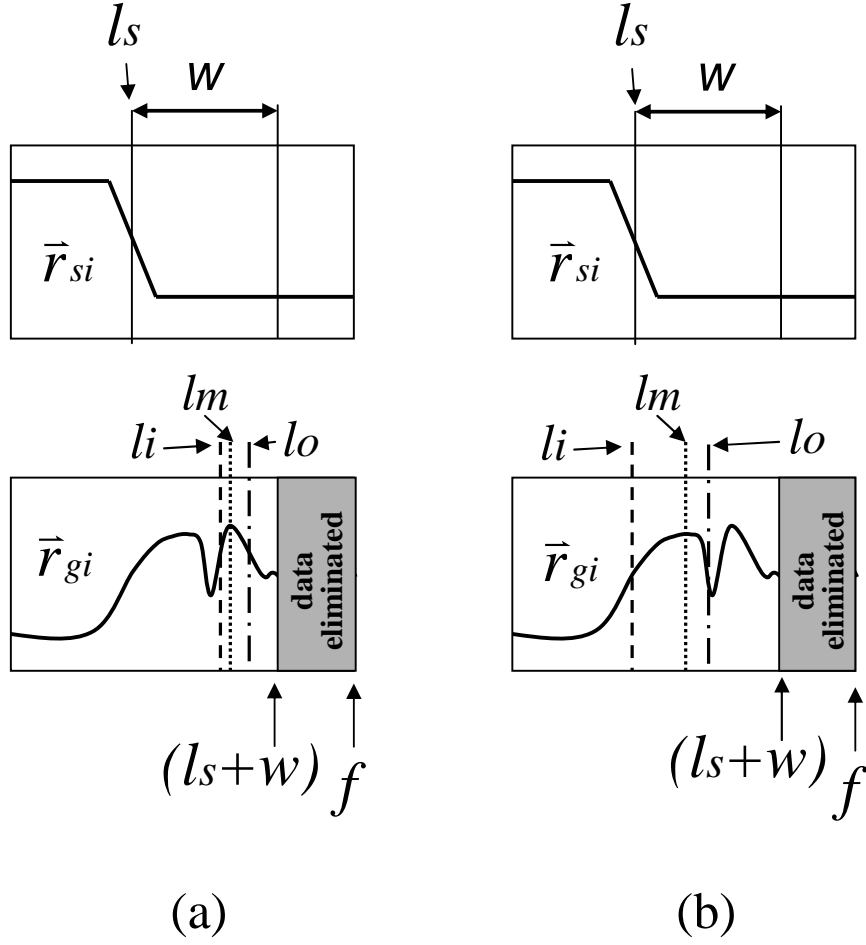 ls ls
w w
r⃗si r⃗si
lm lm
li lo li lo
r⃗gi r⃗gi
data eliminated data eliminated
(ls+w) f (ls+w) f
(a) (b)